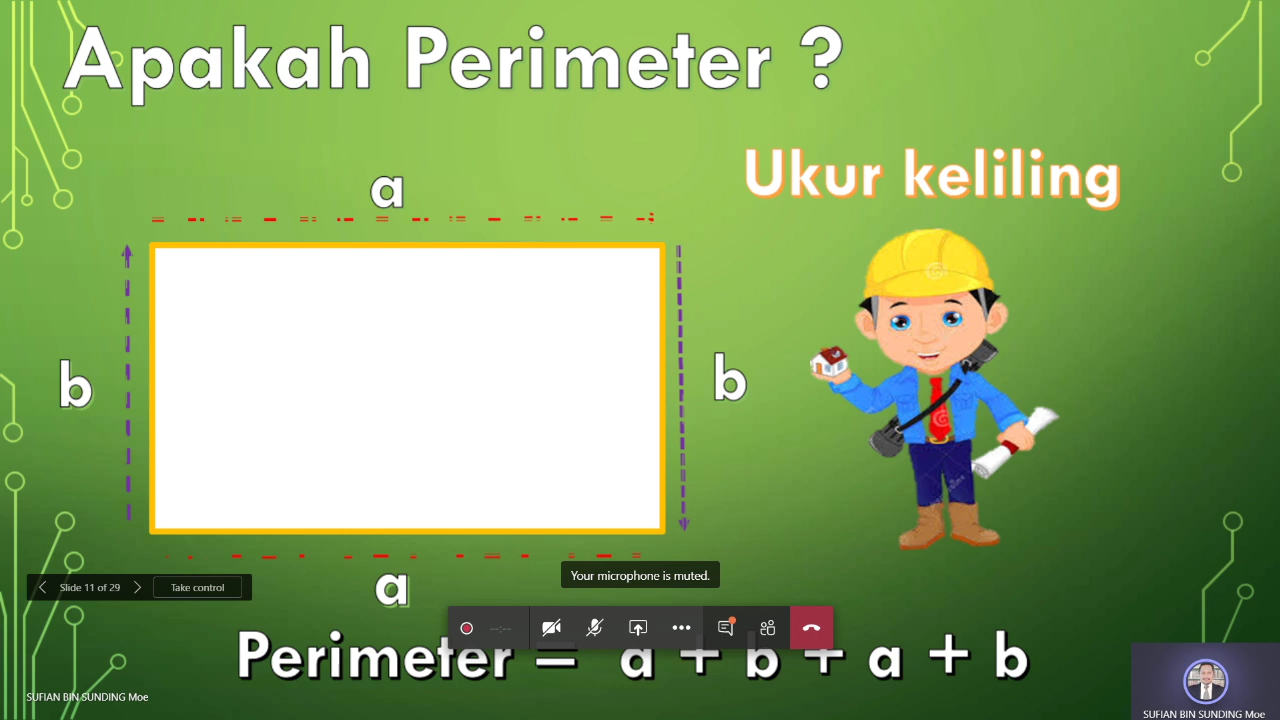 Apakah Perimeter ?
Ukur keliling
a
b
b
a
Your microphone is muted.
Slide 11 of 29
Take control
--:--
Perimeter = a + b + a + b
SUFIAN BIN SUNDING Moe
SUFIAN BIN SUNDING Moe